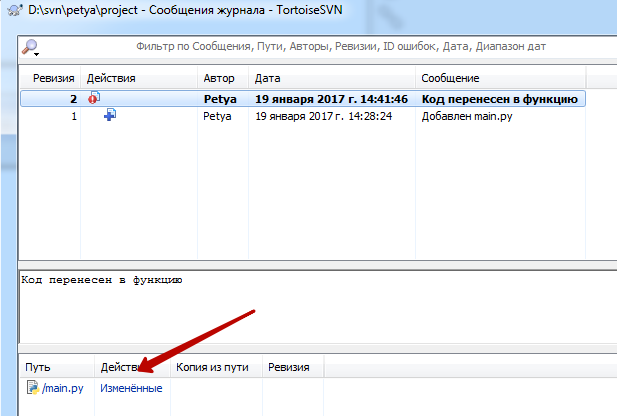 D:\svn\petya\project - Сообщения журнала - TortoiseSVN
Фильтр по Сообщения, Пути, Авторы, Ревизии, ID ошибок, Дата, Диапазон дат
Ревизия Действия Автор Дата Сообщение
2 Petya 19 января 2017 г. 14:41:46 Код перенесен в функцию
1 Petya 19 января 2017 г. 14:28:24 Добавлен main.py
Код перенесен в функцию
Путь Действи Копия из пути Ревизия
/main.py Изменённые